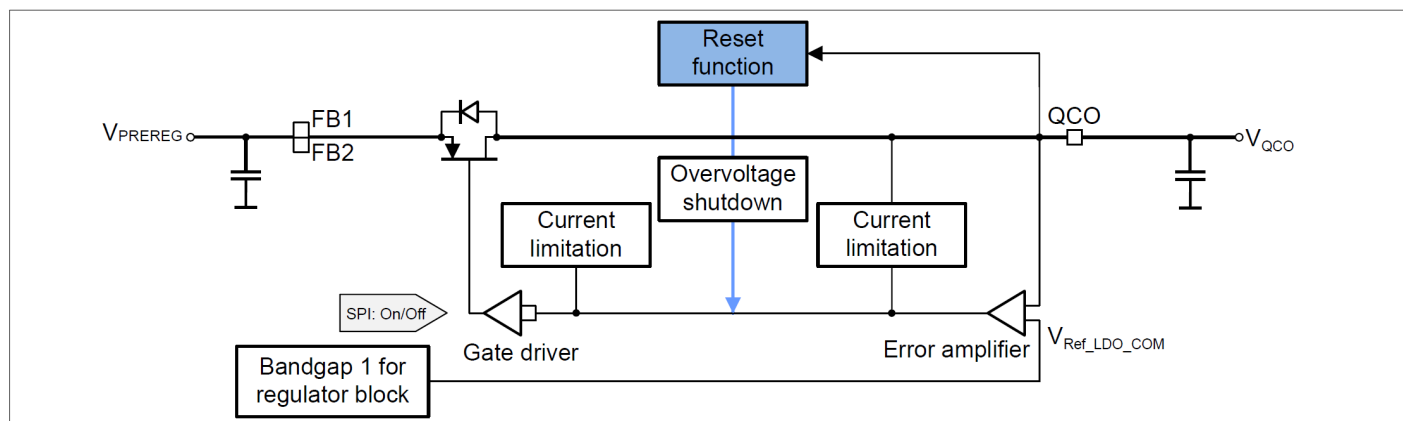 Reset
function
FB1
QCO
VPREREG
VQCO
FB2
Overvoltage
shutdown
Current
limitation
Current
limitation
SPI: On/Off
Gate driver
Error amplifier
VRef_LDO_COM
Bandgap 1 for
regulator block